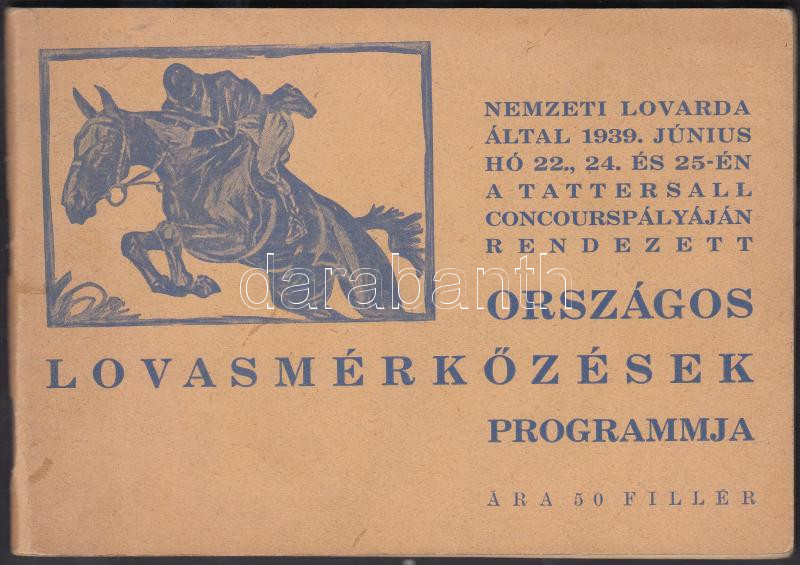 NEMZETI LOVARDA
ÁLTAL 1939. JÚNIUS
HÓ 22., 24. ÉS 25-ÉN
A TATTERSALL
CONCOURSPÁLYÁJÁN
RENDEZETT
ORSZÁGOS
LOVASMÉRKŐZÉSEK
PROGRAMMJA
ÁRA 50 FILLÉR
darabanth